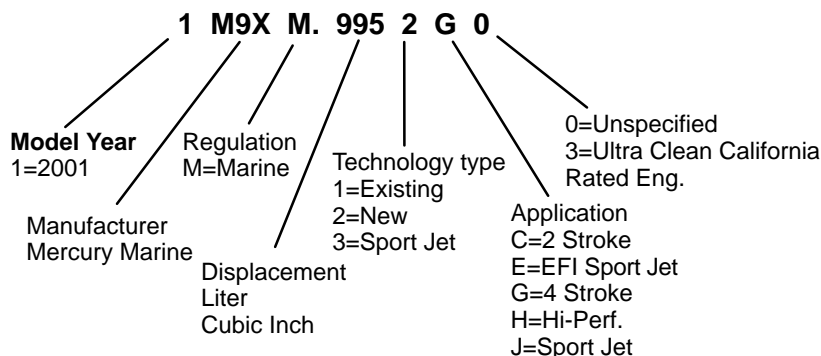 1 M9X M. 995 2 G 0
Model Year
1=2001
Manufacturer
Mercury Marine
Regulation
M=Marine
Displacement
Liter
Cubic Inch
Technology type
1=Existing
2=New
3=Sport Jet
Application
C=2 Stroke
E=EFI Sport Jet
G=4 Stroke
H=Hi-Perf.
J=Sport Jet
0=Unspecified
3=Ultra Clean California
Rated Eng.